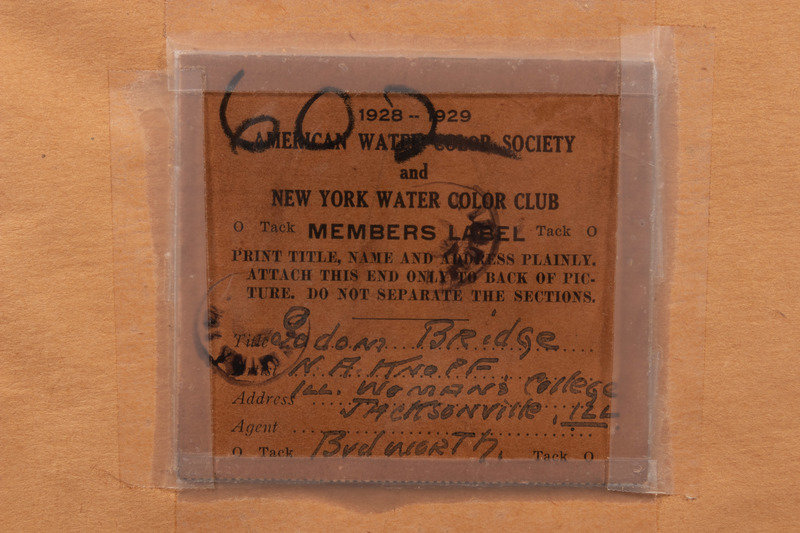 602
1928 -- 1929
AMERICAN WATER COLOR SOCIETY
and
NEW YORK WATER COLOR CLUB
O Tack MEMBERS LABEL Tack O
PRINT TITLE, NAME AND ADDRESS PLAINLY.
ATTACH THIS END ONLY TO BACK OF PIC-
TURE. DO NOT SEPARATE THE SECTIONS.
Title Bridge
N. A. KNOPF
Ill. Womans College
Address
Jacksonville, ILL
Agent
Budworth
O Tack Tack O